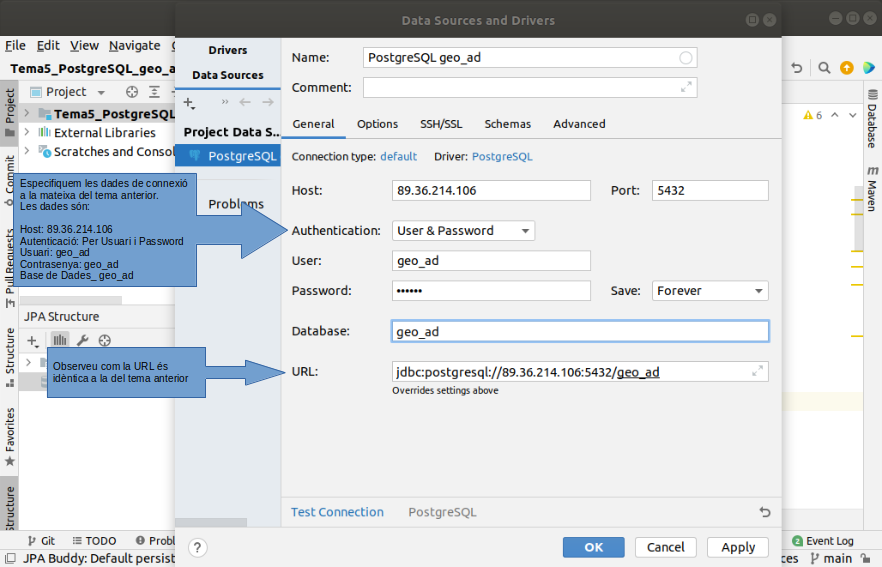 Data Sources and Drivers
File Edit View Navigate
Tema5_PostgreSQL_geo_a
Project
Tema5_PostgreSQL
External Libraries
Scratches and Conso
Project
Commit
Pull Requests
Structure
Favorites
Structure
Especifiquem les dades de connexió
a la mateixa del tema anterior.
Les dades són:
Host: 89.36.214.106
Autenticació: Per Usuari i Password
Usuari: geo_ad
Contrasenya: geo_ad
Base de Dades_ geo_ad
JPA Structure
Observeu com la URL és
idèntica a la del tema anterior
Drivers
Data Sources
Project Data S...
PostgreSQL
Problems
Name: PostgreSQL geo_ad
Comment:
General Options SSH/SSL Schemas Advanced
Connection type: default Driver: PostgreSQL
Host: 89.36.214.106 Port: 5432
Authentication: User & Password
User: geo_ad
Password: •••••• Save: Forever
Database: geo_ad
URL: jdbc:postgresql://89.36.214.106:5432/geo_ad
Overrides settings above
Test Connection PostgreSQL
? OK Cancel Apply
6
Database
m Maven
Git TODO Probl
2 Event Log
JPA Buddy: Default persist
ces main